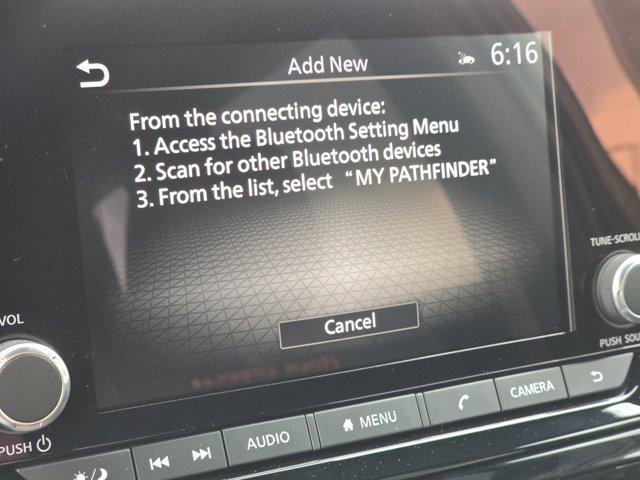 Add New
6:16
From the connecting device:
1. Access the Bluetooth Setting Menu
2. Scan for other Bluetooth devices
3. From the list, select “MY PATHFINDER”
Cancel
VOL
PUSH
TUNE-SCROLL
PUSH SOU
AUDIO
MENU
CAMERA